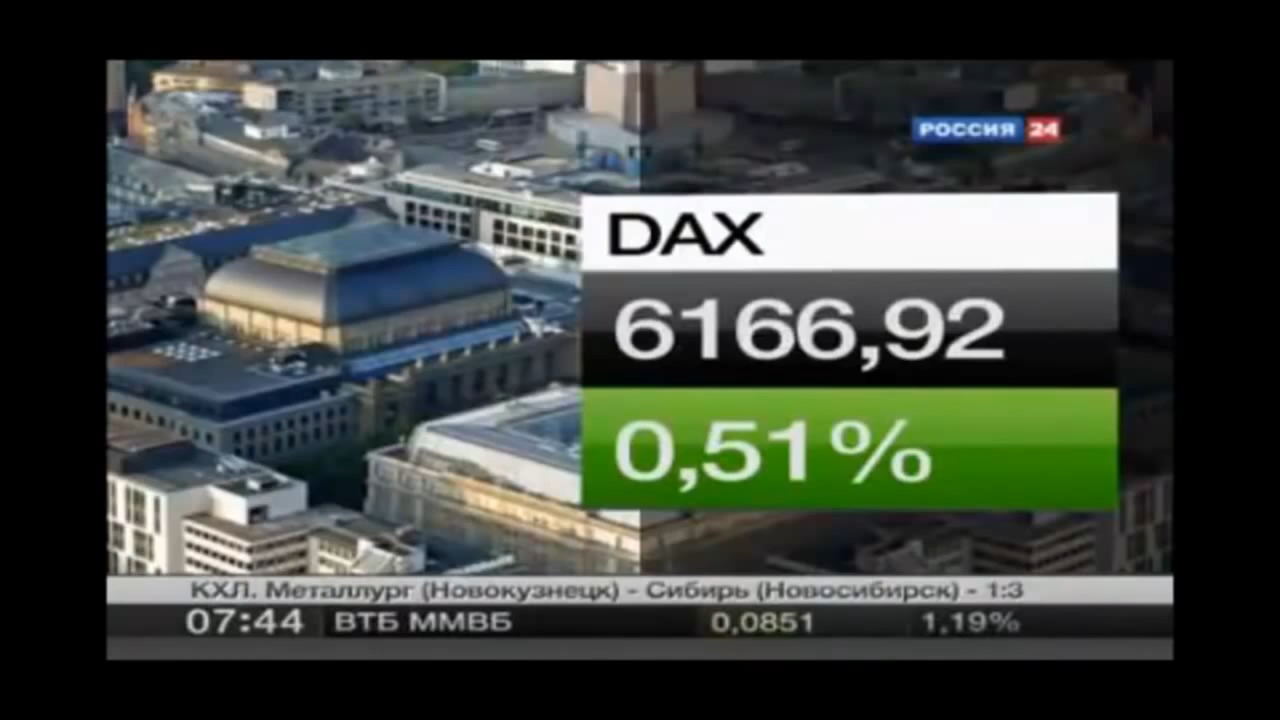 РОССИЯ 24
DAX
6166,92
0,51%
КХЛ. Металлург (Новокузнецк) - Сибирь (Новосибирск) - 1:3
07:44 ВТБ ММВБ 0,0851 1,19%